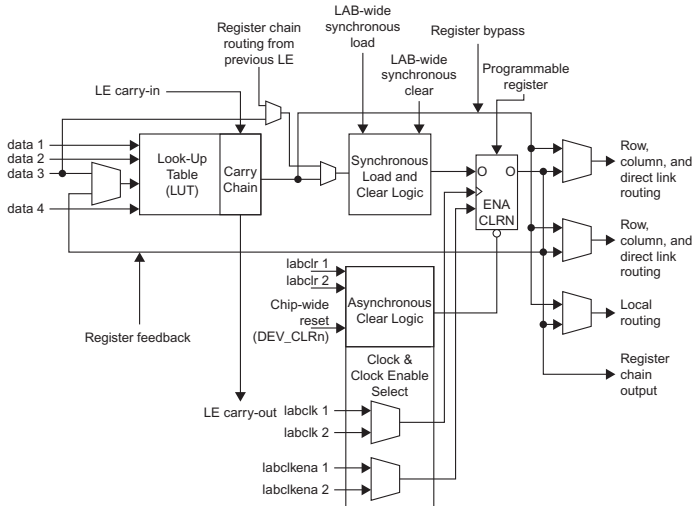 Register chain
routing from
previous LE
LAB-wide
synchronous
load
LAB-wide
synchronous
clear
Register bypass
Programmable
register
LE carry-in
data 1
data 2
data 3
data 4
Look-Up
Table
(LUT)
Carry
Chain
Synchronous
Load and
Clear Logic
O O
ENA
CLRN
Row,
column, and
direct link
routing
Row,
column, and
direct link
routing
Local
routing
Register
chain
output
labclr 1
labclr 2
Chip-wide
reset
(DEV_CLRn)
Asynchronous
Clear Logic
Register feedback
Clock &
Clock Enable
Select
LE carry-out
labclk 1
labclk 2
labclkena 1
labclkena 2